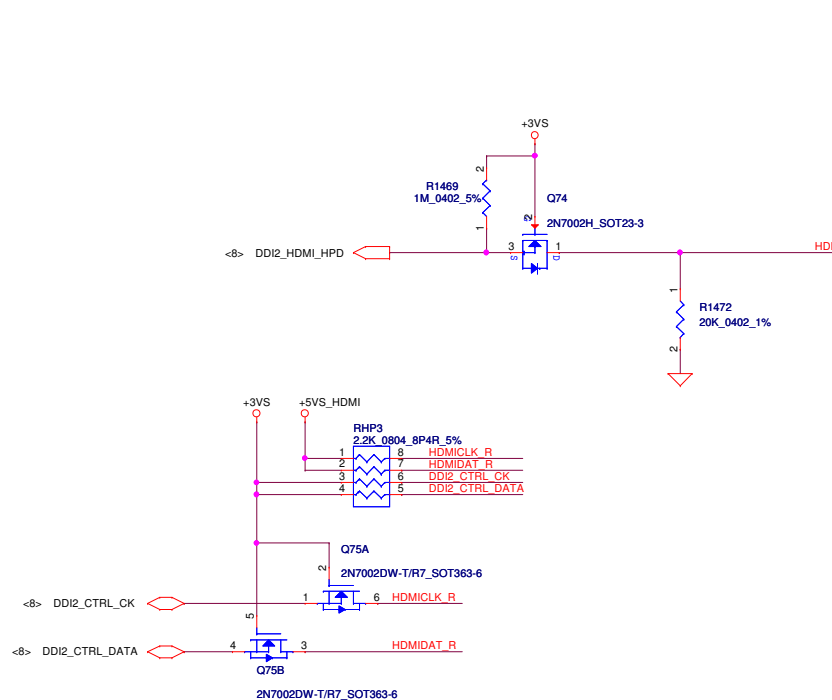 +3VS
R1469
1M_0402_5%
2
1
Q74
2N7002H_SOT23-3
G
2
<8> DDI2_HDMI_HPD
3
S
1
D
HDI
1
R1472
20K_0402_1%
2
+3VS
+5VS_HDMI
RHP3
2.2K_0804_8P4R_5%
1 8 HDMICLK_R
2 7 HDMIDAT_R
3 6 DDI2_CTRL_CK
4 5 DDI2_CTRL_DATA
Q75A
2N7002DW-T/R7_SOT363-6
2
<8> DDI2_CTRL_CK 1 6 HDMICLK_R
5
<8> DDI2_CTRL_DATA 4 3 HDMIDAT_R
Q75B
2N7002DW-T/R7_SOT363-6